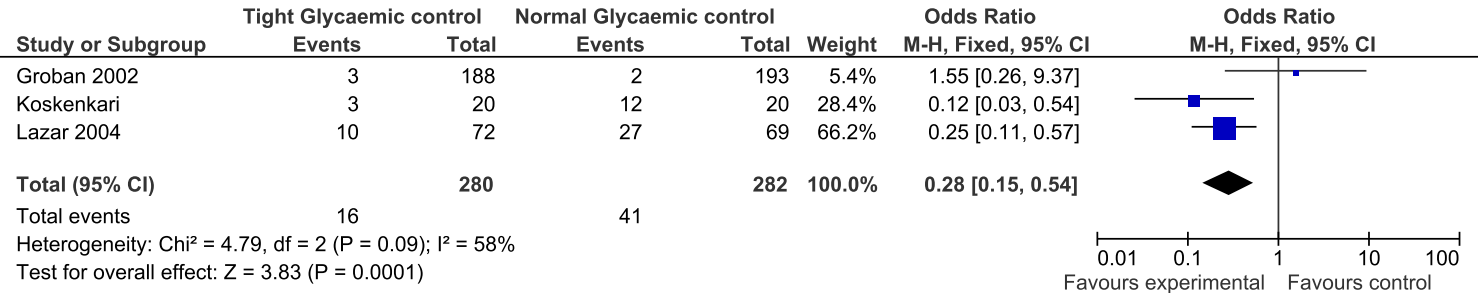 Tight Glycaemic control Normal Glycaemic control Odds Ratio Odds Ratio
Study or Subgroup Events Total Events Total Weight M-H, Fixed, 95% CI M-H, Fixed, 95% CI
Groban 2002 3 188 2 193 5.4% 1.55 [0.26, 9.37]
Koskenkari 3 20 12 20 28.4% 0.12 [0.03, 0.54]
Lazar 2004 10 72 27 69 66.2% 0.25 [0.11, 0.57]
Total (95% CI) 280 282 100.0% 0.28 [0.15, 0.54]
Total events 16 41
Heterogeneity: Chi² = 4.79, df = 2 (P = 0.09); I² = 58%
Test for overall effect: Z = 3.83 (P = 0.0001)
0.01 0.1 1 10 100
Favours experimental Favours control